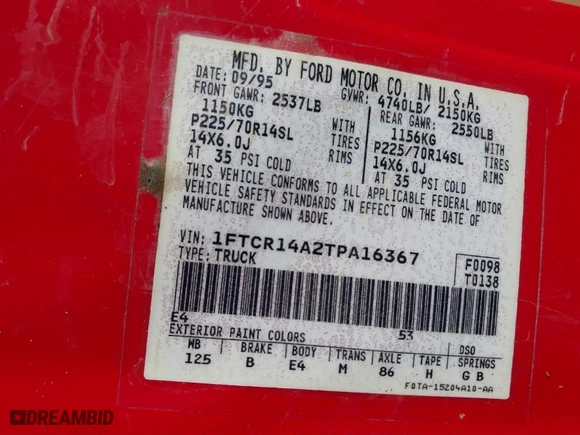 MFD. BY FORD MOTOR CO. IN U.S.A.
DATE: 09/95 GVWR: 4740LB/ 2150KG
FRONT GAWR: 2537LB REAR GAWR: 2550LB
1150KG WITH 1156KG WITH
P225/70R14SL TIRES P225/70R14SL TIRES
14X6.0J RIMS 14X6.0J RIMS
AT 35 PSI COLD AT 35 PSI COLD
THIS VEHICLE CONFORMS TO ALL APPLICABLE FEDERAL MOTOR
VEHICLE SAFETY STANDARDS IN EFFECT ON THE DATE OF
MANUFACTURE SHOWN ABOVE.
VIN: 1FTCR14A2TPA16367
TYPE: TRUCK
F0098
T0138
E4 53
EXTERIOR PAINT COLORS DSO
WB BRAKE BODY TRANS AXLE TAPE SPRINGS
125 B E4 M 86 H G B
F0TA-15204A10-AA
DREAMBID